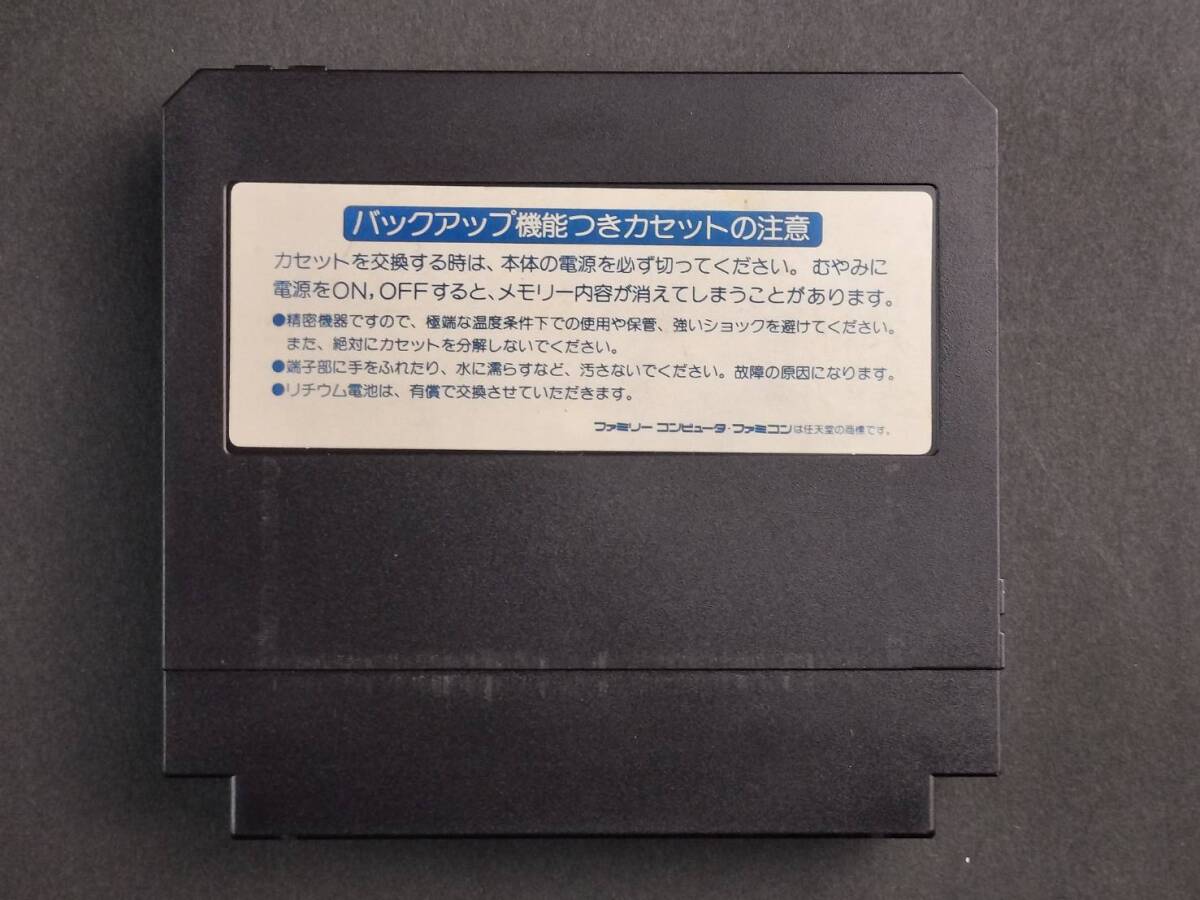 バックアップ機能つきカセットの注意
カセットを交換する時は、本体の電源を必ず切ってください。むやみに
電源をON,OFFすると、メモリー内容が消えてしまうことがあります。
●精密機器ですので、極端な温度条件下での使用や保管、強いショックを避けてください。
また、絶対にカセットを分解しないでください。
●端子部に手をふれたり、水に濡らすなど、汚さないでください。故障の原因になります。
●リチウム電池は、有償で交換させていただきます。
ファミリーコンピュータ・ファミコンは任天堂の商標です。